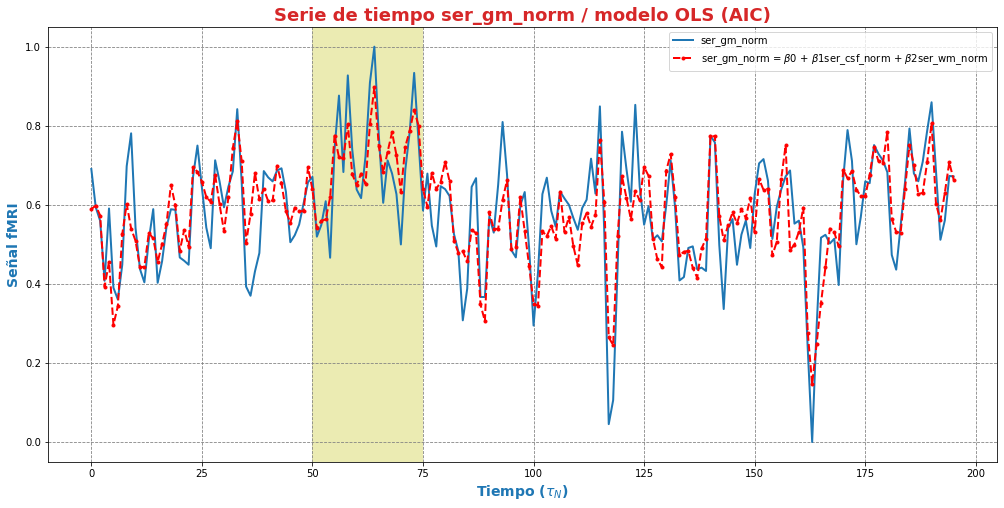 Serie de tiempo ser_gm_norm / modelo OLS (AIC)
ser_gm_norm
ser_gm_norm = β0 + β1ser_csf_norm + β2ser_wm_norm
Señal fMRI
1.0
0.8
0.6
0.4
0.2
0.0
0 25 50 75 100 125 150 175 200
Tiempo (τ_N)